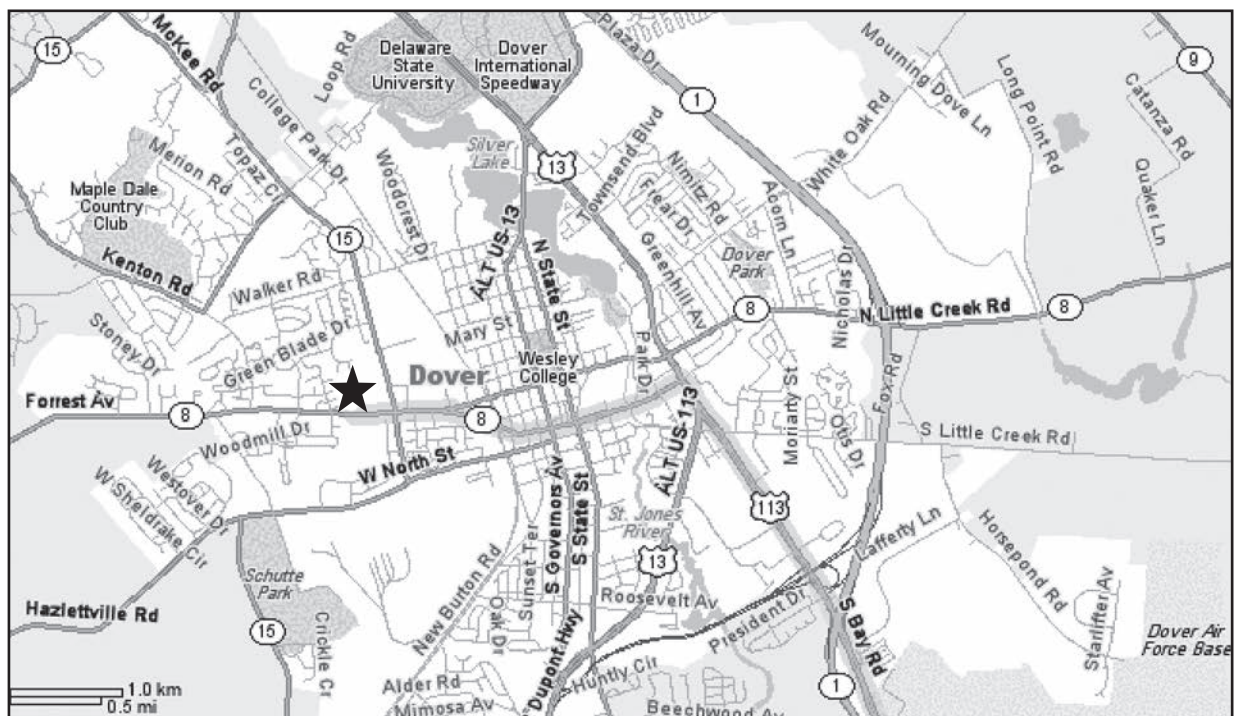 15
McKee Rd
Loop Rd
Delaware
State
University
Dover
International
Speedway
Plaza Dr
1
Mourning Dove Ln
Long Point Rd
9
Catanza Rd
College Park Dr
Topaz Cir
Merion Rd
Maple Dale
Country
Club
Kenton Rd
Woodcrest Dr
Silver
Lake
13
Townsend Blvd
Nimitz Rd
Frear Dr
Acorn Ln
White Oak Rd
Quaker Ln
15
Walker Rd
ALT US-13
N State St
Greenhill Av
Dover
Park
Nicholas Dr
8
N Little Creek Rd
8
Stoney Dr
Green Blade Dr
Mary St
Wesley
College
Park Dr
Dover
Forrest Av
8
8
Woodmill Dr
Moriarty St
Otis Dr
Fox Rd
S Little Creek Rd
ALT US-113
W North St
Westover Dr
W Sheldrake Cir
S Governors Av
S State St
St. Jones
River
113
13
Lafferty Ln
Horsepond Rd
Starlifter Av
Schutte
Park
New Burton Rd
Sunset Ter
Oak Dr
Roosevelt Av
President Dr
S Bay Rd
Hazlettville Rd
15
Crickle Cr
Dover Air
Force Base
Alder Rd
Mimosa Av
Dupont Hwy
Huntly Cir
Beechwood Av
1
1.0 km
0.5 mi